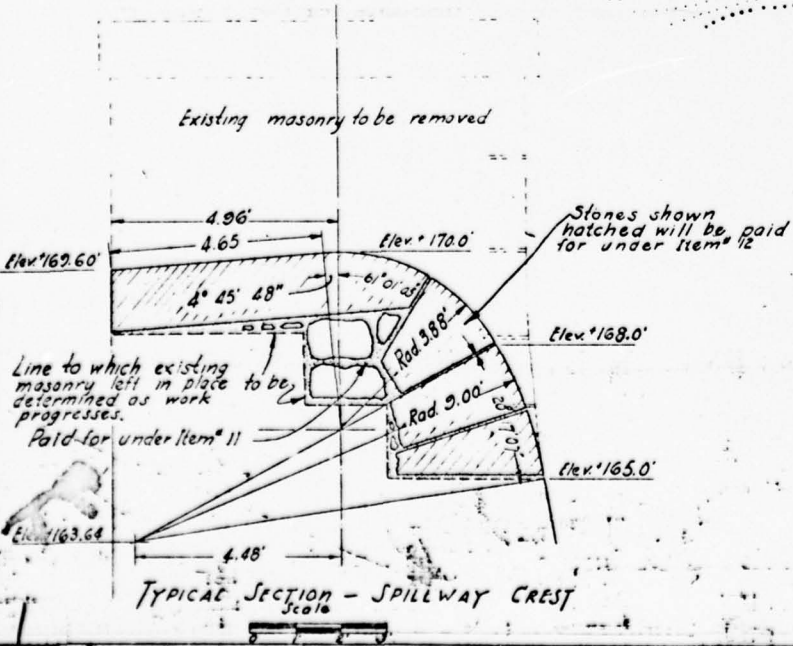 Existing masonry to be removed
4.96'
4.65
Elev. 169.60'
Elev. 170.0'
Stones shown
hatched will be paid
for under Item # 12
4° 45' 48"
61° 01' 05"
Rad. 3.88'
Elev. 168.0'
Line to which existing
masonry left in place to be
determined as work
progresses.
Rad. 9.00'
Paid for under Item # 11
Elev. 165.0'
Elev. 163.64
4.48'
TYPICAL SECTION - SPILLWAY CREST
Scale
0